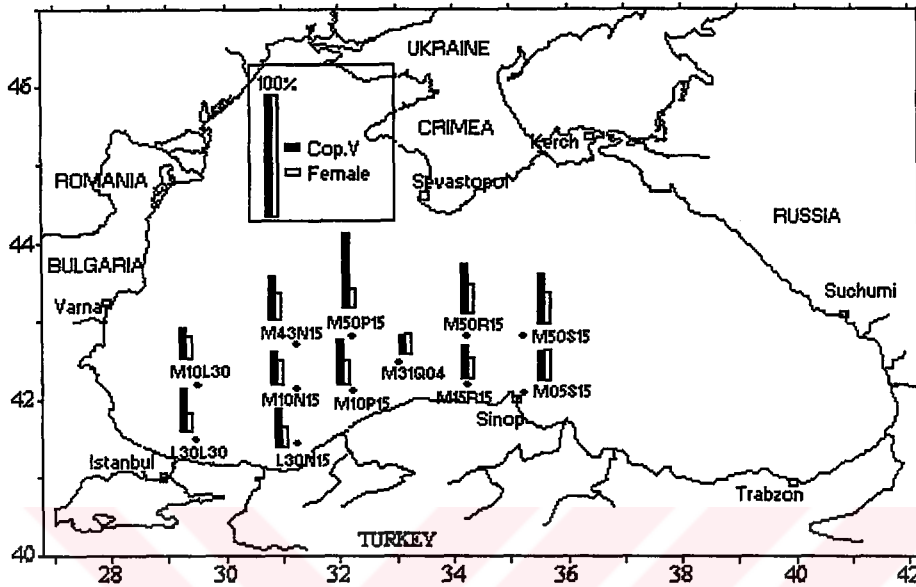 UKRAINE
46
100%
CRIMEA
Kerch
Cop.V
Female
ROMANIA
Sevastopol
RUSSIA
44
BULGARIA
Suchumi
Varna
M50P15
M50R15
M43N15
M50S15
M10L30
M31Q04
M10N15
M10P15
M15R15
M05S15
42
Sinop
L30L30
L30N15
Istanbul
Trabzon
TURKEY
40
28 30 32 34 36 38 40 42